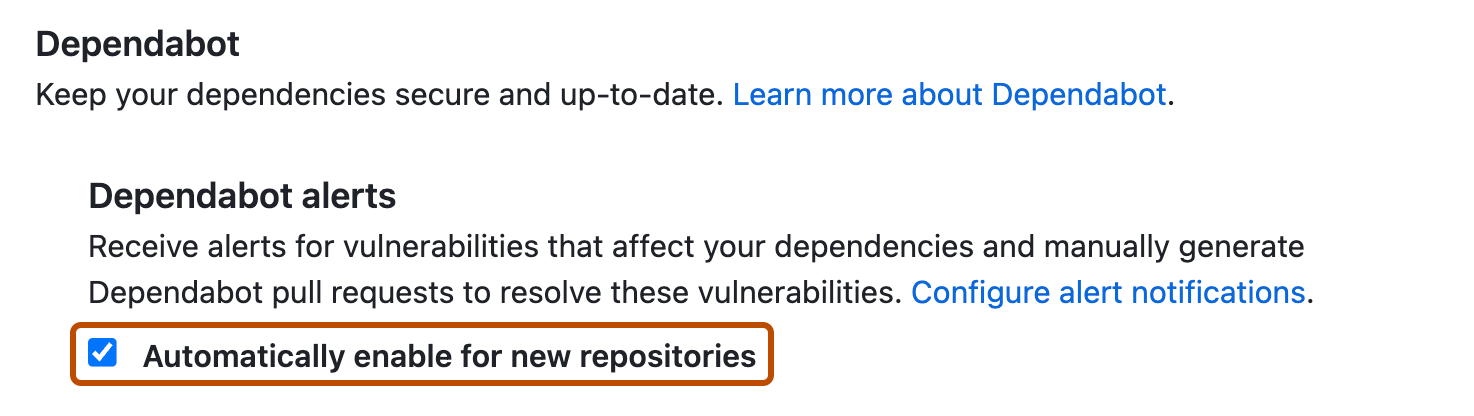 Dependabot
Keep your dependencies secure and up-to-date. Learn more about Dependabot.
Dependabot alerts
Receive alerts for vulnerabilities that affect your dependencies and manually generate
Dependabot pull requests to resolve these vulnerabilities. Configure alert notifications.
Automatically enable for new repositories